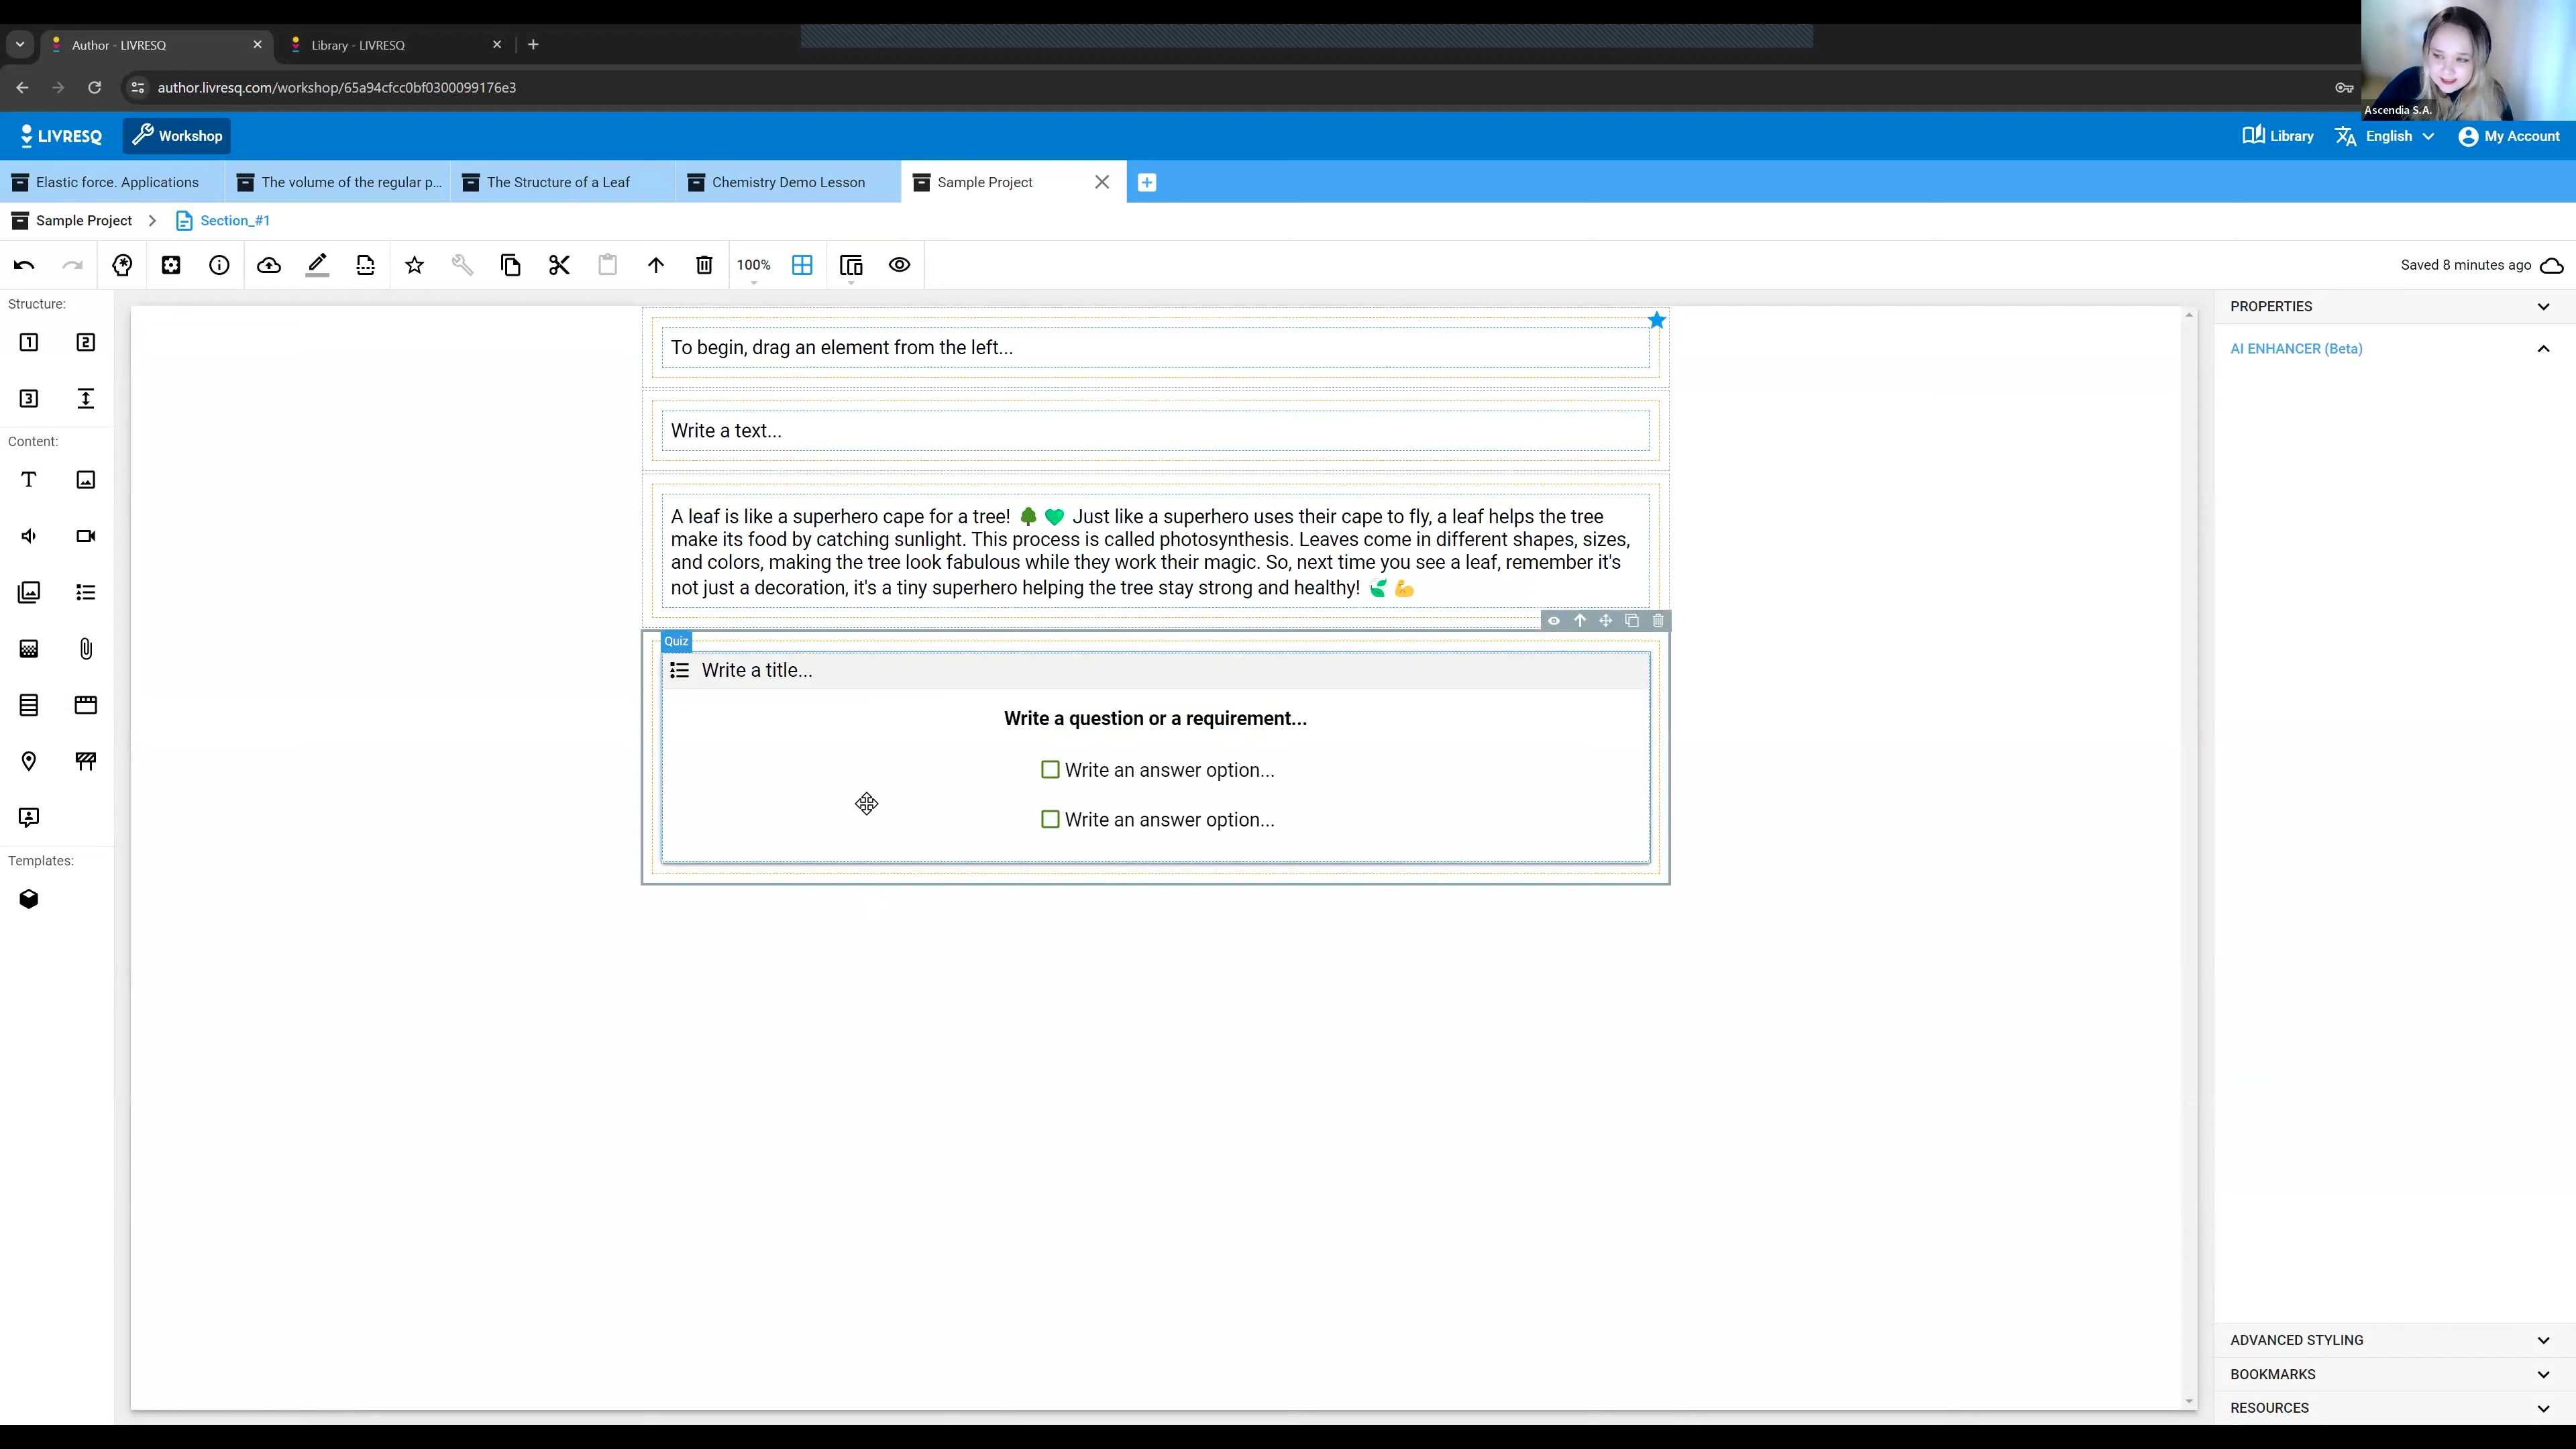 Author - LIVRESQ
Library - LIVRESQ
author.livresq.com/workshop/65a94cfcc0bf0300099176e3
Ascendia S.A.
LIVRESQ
Workshop
Library
English
My Account
Elastic force. Applications
The volume of the regular p...
The Structure of a Leaf
Chemistry Demo Lesson
Sample Project
Sample Project
Section_#1
100%
Saved 8 minutes ago
Structure:
1
2
3
Content:
T
Templates:
To begin, drag an element from the left...
Write a text...
A leaf is like a superhero cape for a tree! 🌳 💚 Just like a superhero uses their cape to fly, a leaf helps the tree
make its food by catching sunlight. This process is called photosynthesis. Leaves come in different shapes, sizes,
and colors, making the tree look fabulous while they work their magic. So, next time you see a leaf, remember it's
not just a decoration, it's a tiny superhero helping the tree stay strong and healthy! 🍃 💪
Quiz
Write a title...
Write a question or a requirement...
Write an answer option...
Write an answer option...
PROPERTIES
AI ENHANCER (Beta)
ADVANCED STYLING
BOOKMARKS
RESOURCES